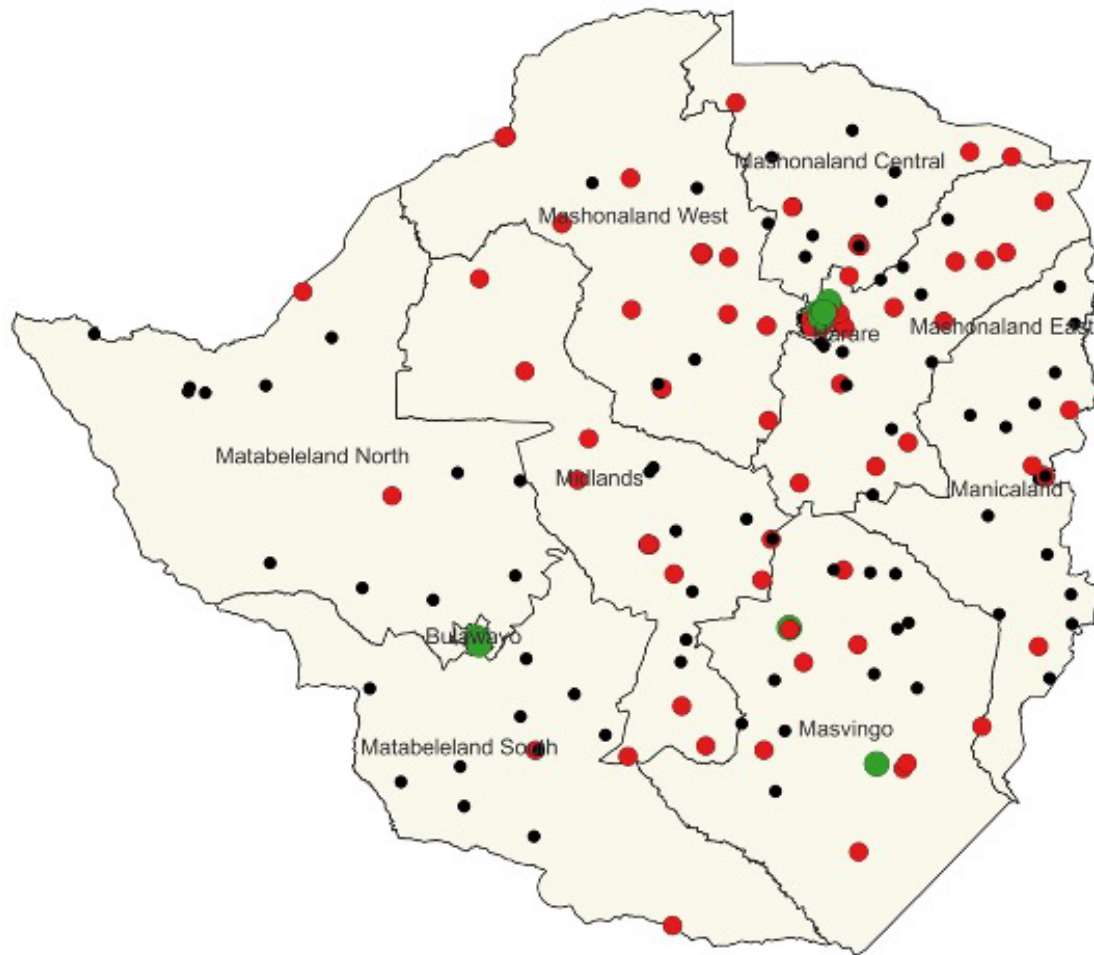 Mashonaland Central
Mashonaland West
Harare
Mashonaland East
Matabeleland North
Midlands
Manicaland
Bulawayo
Matabeleland South
Masvingo